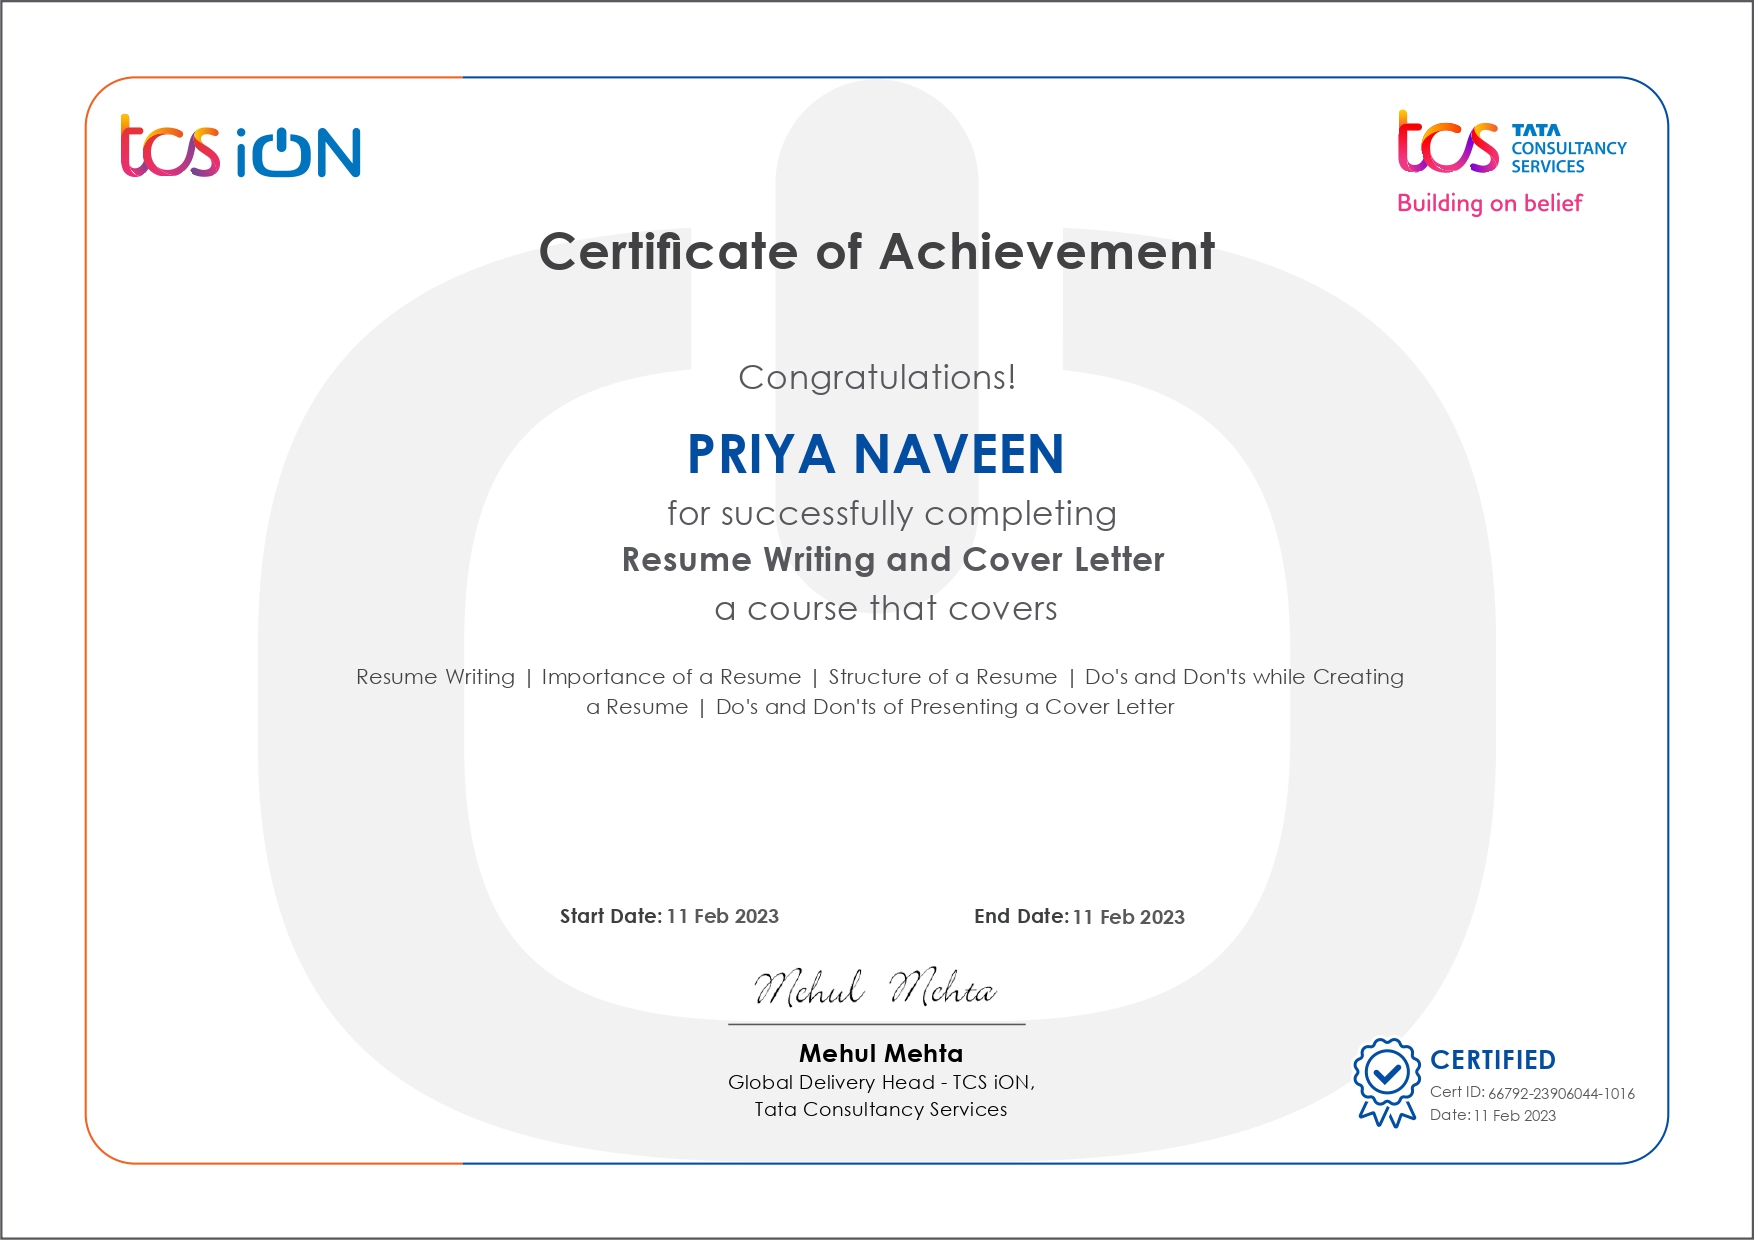 tcs iON
tcs TATA
CONSULTANCY
SERVICES
Building on belief
Certificate of Achievement
Congratulations!
PRIYA NAVEEN
for successfully completing
Resume Writing and Cover Letter
a course that covers
Resume Writing | Importance of a Resume | Structure of a Resume | Do's and Don'ts while Creating
a Resume | Do's and Don'ts of Presenting a Cover Letter
Start Date: 11 Feb 2023
End Date: 11 Feb 2023
Mehul Mehta
Mehul Mehta
Global Delivery Head - TCS iON,
Tata Consultancy Services
CERTIFIED
Cert ID: 66792-23906044-1016
Date: 11 Feb 2023